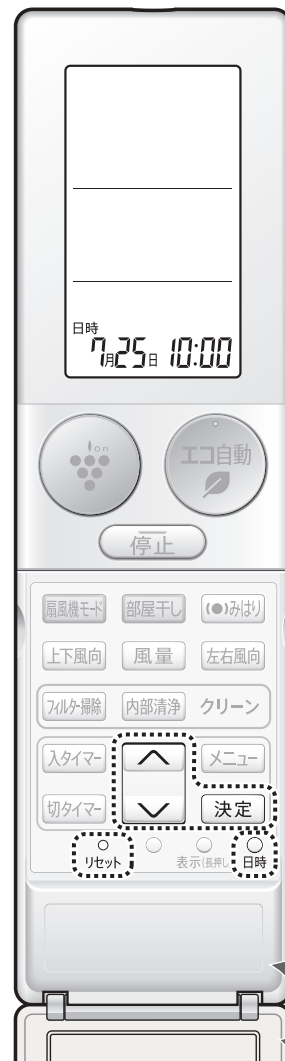 日時
7月25日 10:00
Ion
エコ自動
停止
扇風機モード 部屋干し みはり
上下風向 風量 左右風向
フィルター掃除 内部清浄 クリーン
入タイマー メニュー
切タイマー 決定
リセット 表示(長押し 日時